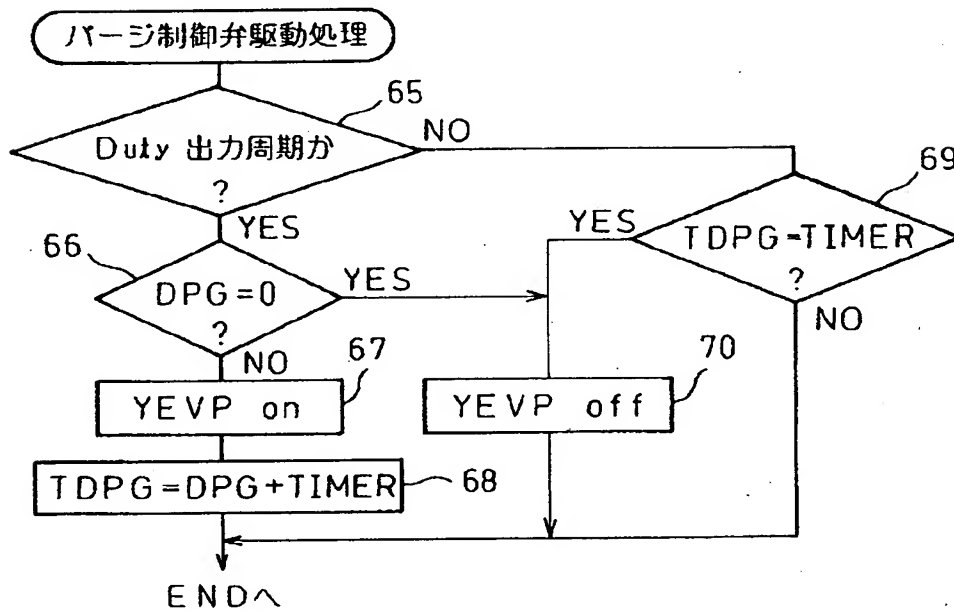 パージ制御弁駆動処理
65
Duty 出力周期か
?
NO
YES
69
TDPG=TIMER
?
YES
NO
66
DPG=0
?
YES
NO
67
YEVP on
70
YEVP off
TDPG=DPG+TIMER
68
ENDへ